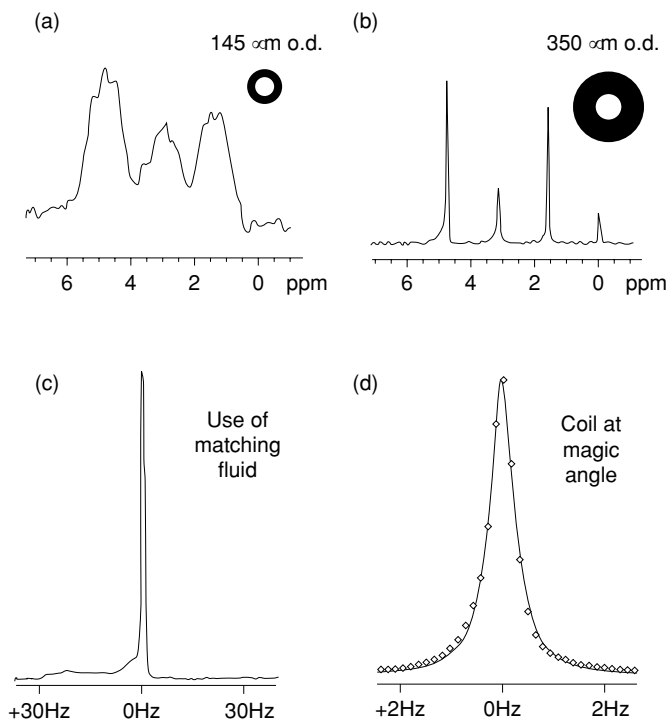 (a)
145 ∝m o.d.
6 4 2 0 ppm
(b)
350 ∝m o.d.
6 4 2 0 ppm
(c)
Use of
matching
fluid
+30Hz 0Hz 30Hz
(d)
Coil at
magic
angle
+2Hz 0Hz 2Hz